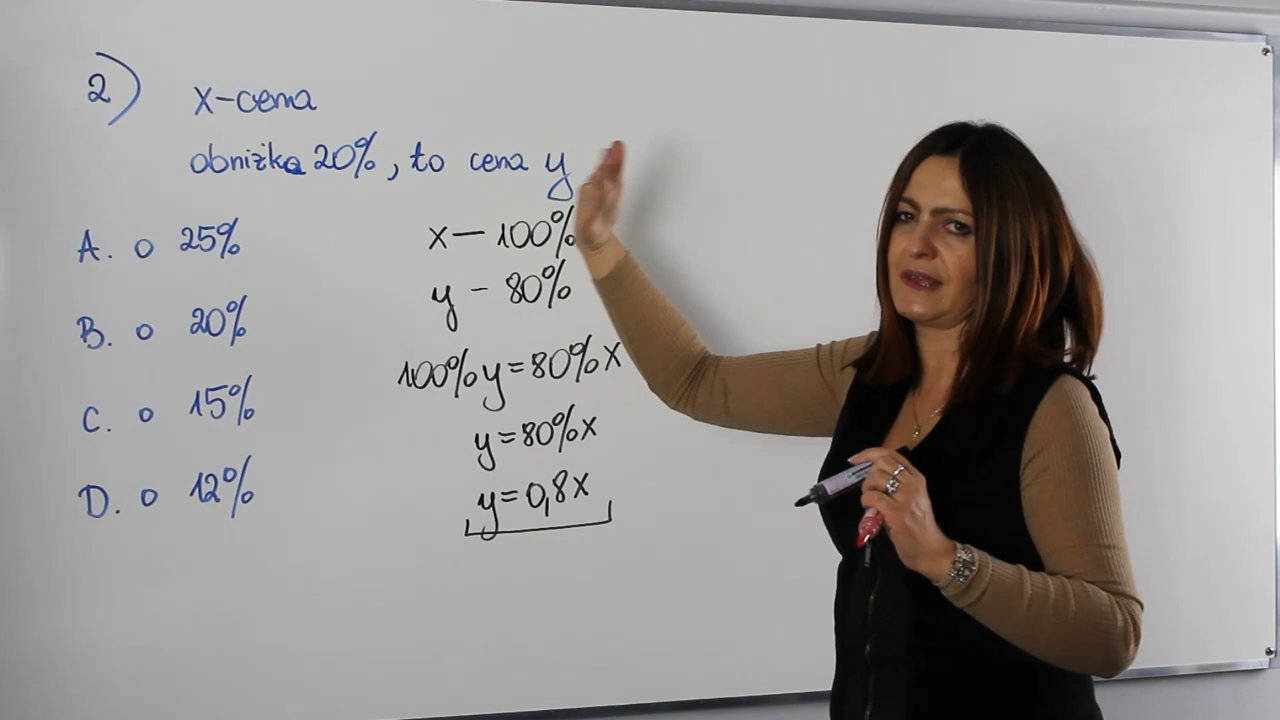 2) x-cena
obniżka 20%, to cena y
A. o 25%
B. o 20%
C. o 15%
D. o 12%
x — 100%
y - 80%
100% y = 80% x
y = 80% x
y = 0,8x